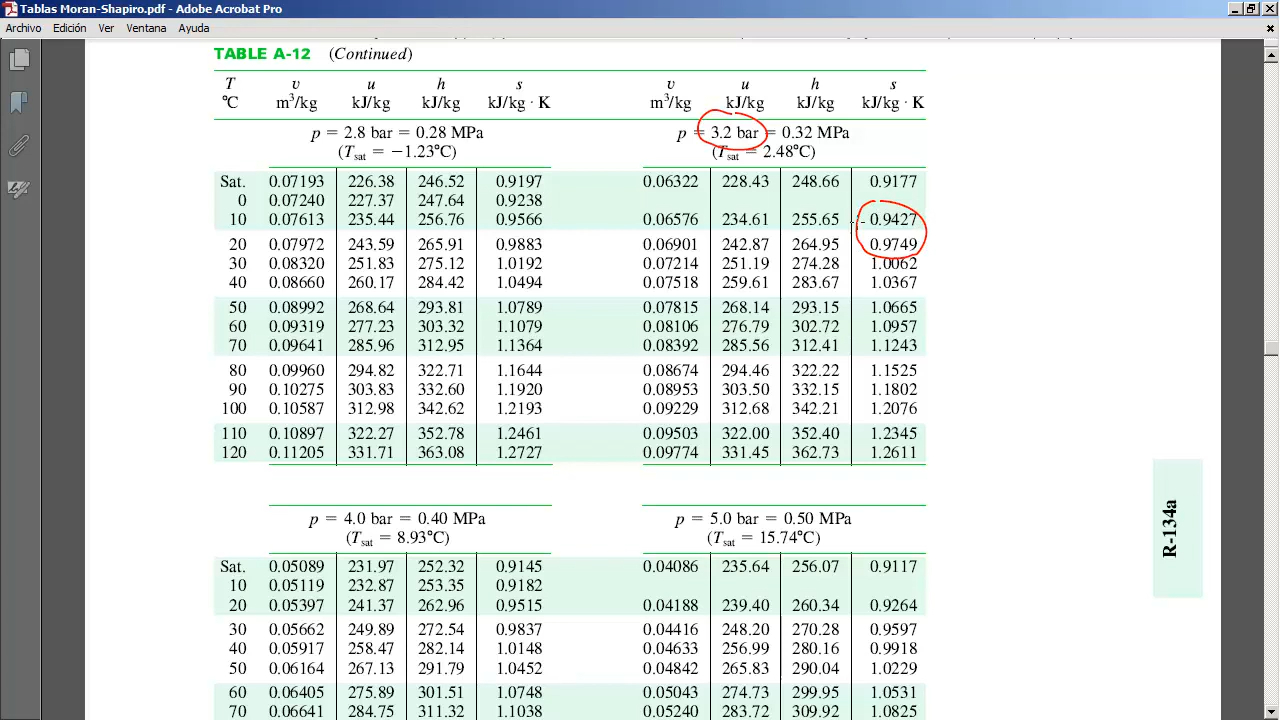 Tablas Moran-Shapiro.pdf - Adobe Acrobat Pro
Archivo Edición Ver Ventana Ayuda
TABLE A-12 (Continued)
T v u h s v u h s
°C m³/kg kJ/kg kJ/kg kJ/kg · K m³/kg kJ/kg kJ/kg kJ/kg · K
p = 2.8 bar = 0.28 MPa p = 3.2 bar = 0.32 MPa
(Tsat = −1.23°C) (Tsat = 2.48°C)
Sat. 0.07193 226.38 246.52 0.9197 0.06322 228.43 248.66 0.9177
0 0.07240 227.37 247.64 0.9238
10 0.07613 235.44 256.76 0.9566 0.06576 234.61 255.65 0.9427
20 0.07972 243.59 265.91 0.9883 0.06901 242.87 264.95 0.9749
30 0.08320 251.83 275.12 1.0192 0.07214 251.19 274.28 1.0062
40 0.08660 260.17 284.42 1.0494 0.07518 259.61 283.67 1.0367
50 0.08992 268.64 293.81 1.0789 0.07815 268.14 293.15 1.0665
60 0.09319 277.23 303.32 1.1079 0.08106 276.79 302.72 1.0957
70 0.09641 285.96 312.95 1.1364 0.08392 285.56 312.41 1.1243
80 0.09960 294.82 322.71 1.1644 0.08674 294.46 322.22 1.1525
90 0.10275 303.83 332.60 1.1920 0.08953 303.50 332.15 1.1802
100 0.10587 312.98 342.62 1.2193 0.09229 312.68 342.21 1.2076
110 0.10897 322.27 352.78 1.2461 0.09503 322.00 352.40 1.2345
120 0.11205 331.71 363.08 1.2727 0.09774 331.45 362.73 1.2611
p = 4.0 bar = 0.40 MPa p = 5.0 bar = 0.50 MPa
(Tsat = 8.93°C) (Tsat = 15.74°C)
Sat. 0.05089 231.97 252.32 0.9145 0.04086 235.64 256.07 0.9117
10 0.05119 232.87 253.35 0.9182
20 0.05397 241.37 262.96 0.9515 0.04188 239.40 260.34 0.9264
30 0.05662 249.89 272.54 0.9837 0.04416 248.20 270.28 0.9597
40 0.05917 258.47 282.14 1.0148 0.04633 256.99 280.16 0.9918
50 0.06164 267.13 291.79 1.0452 0.04842 265.83 290.04 1.0229
60 0.06405 275.89 301.51 1.0748 0.05043 274.73 299.95 1.0531
70 0.06641 284.75 311.32 1.1038 0.05240 283.72 309.92 1.0825
R-134a